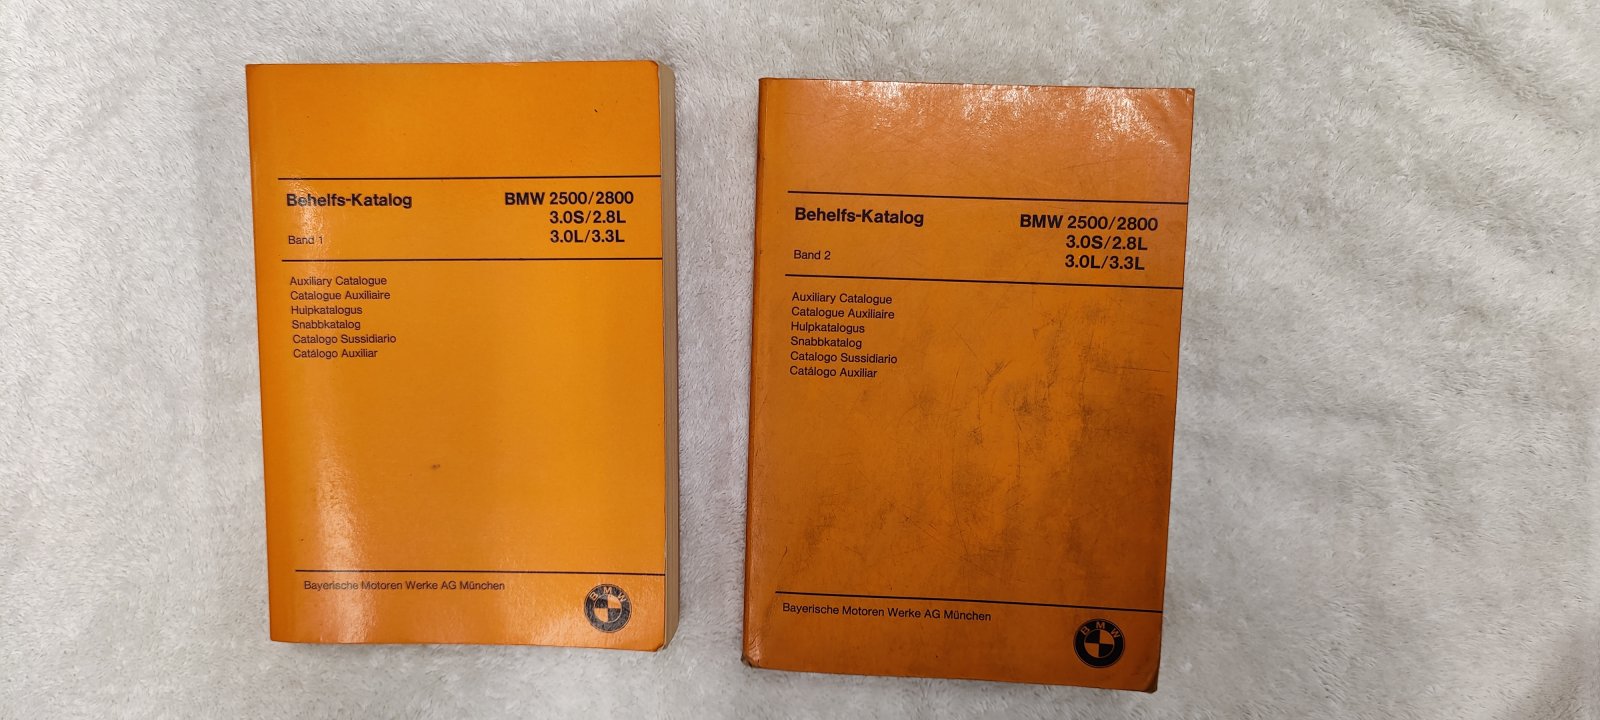 Behelfs-Katalog
Band 1
BMW 2500/2800
3.0S/2.8L
3.0L/3.3L
Auxiliary Catalogue
Catalogue Auxiliaire
Hulpkatalogus
Snabbkatalog
Catalogo Sussidiario
Catálogo Auxiliar
Bayerische Motoren Werke AG München
BMW
Behelfs-Katalog
Band 2
BMW 2500/2800
3.0S/2.8L
3.0L/3.3L
Auxiliary Catalogue
Catalogue Auxiliaire
Hulpkatalogus
Snabbkatalog
Catalogo Sussidiario
Catálogo Auxiliar
Bayerische Motoren Werke AG München
BMW